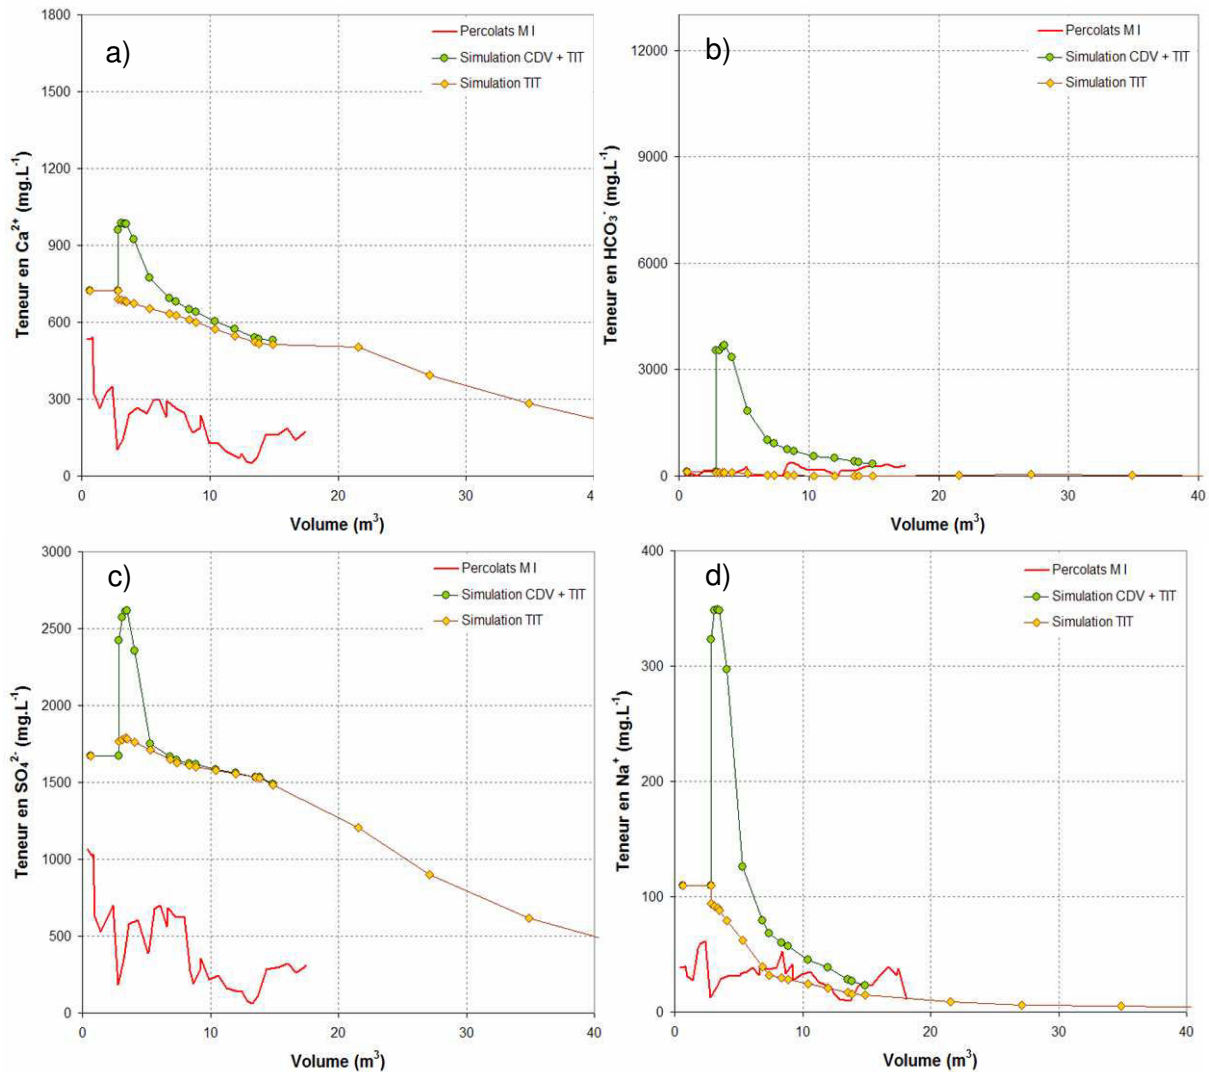 a)
Percolats M I
Simulation CDV + TIT
Simulation TIT
Teneur en Ca²⁺ (mg.L⁻¹)
1800
1500
1200
900
600
300
0
0 10 20 30 40
Volume (m³)
b)
Percolats M I
Simulation CDV + TIT
Simulation TIT
Teneur en HCO₃⁻ (mg.L⁻¹)
12000
9000
6000
3000
0
0 10 20 30 40
Volume (m³)
c)
Percolats M I
Simulation CDV + TIT
Simulation TIT
Teneur en SO₄²⁻ (mg.L⁻¹)
3000
2500
2000
1500
1000
500
0
0 10 20 30 40
Volume (m³)
d)
Percolats M I
Simulation CDV + TIT
Simulation TIT
Teneur en Na⁺ (mg.L⁻¹)
400
300
200
100
0
0 10 20 30 40
Volume (m³)